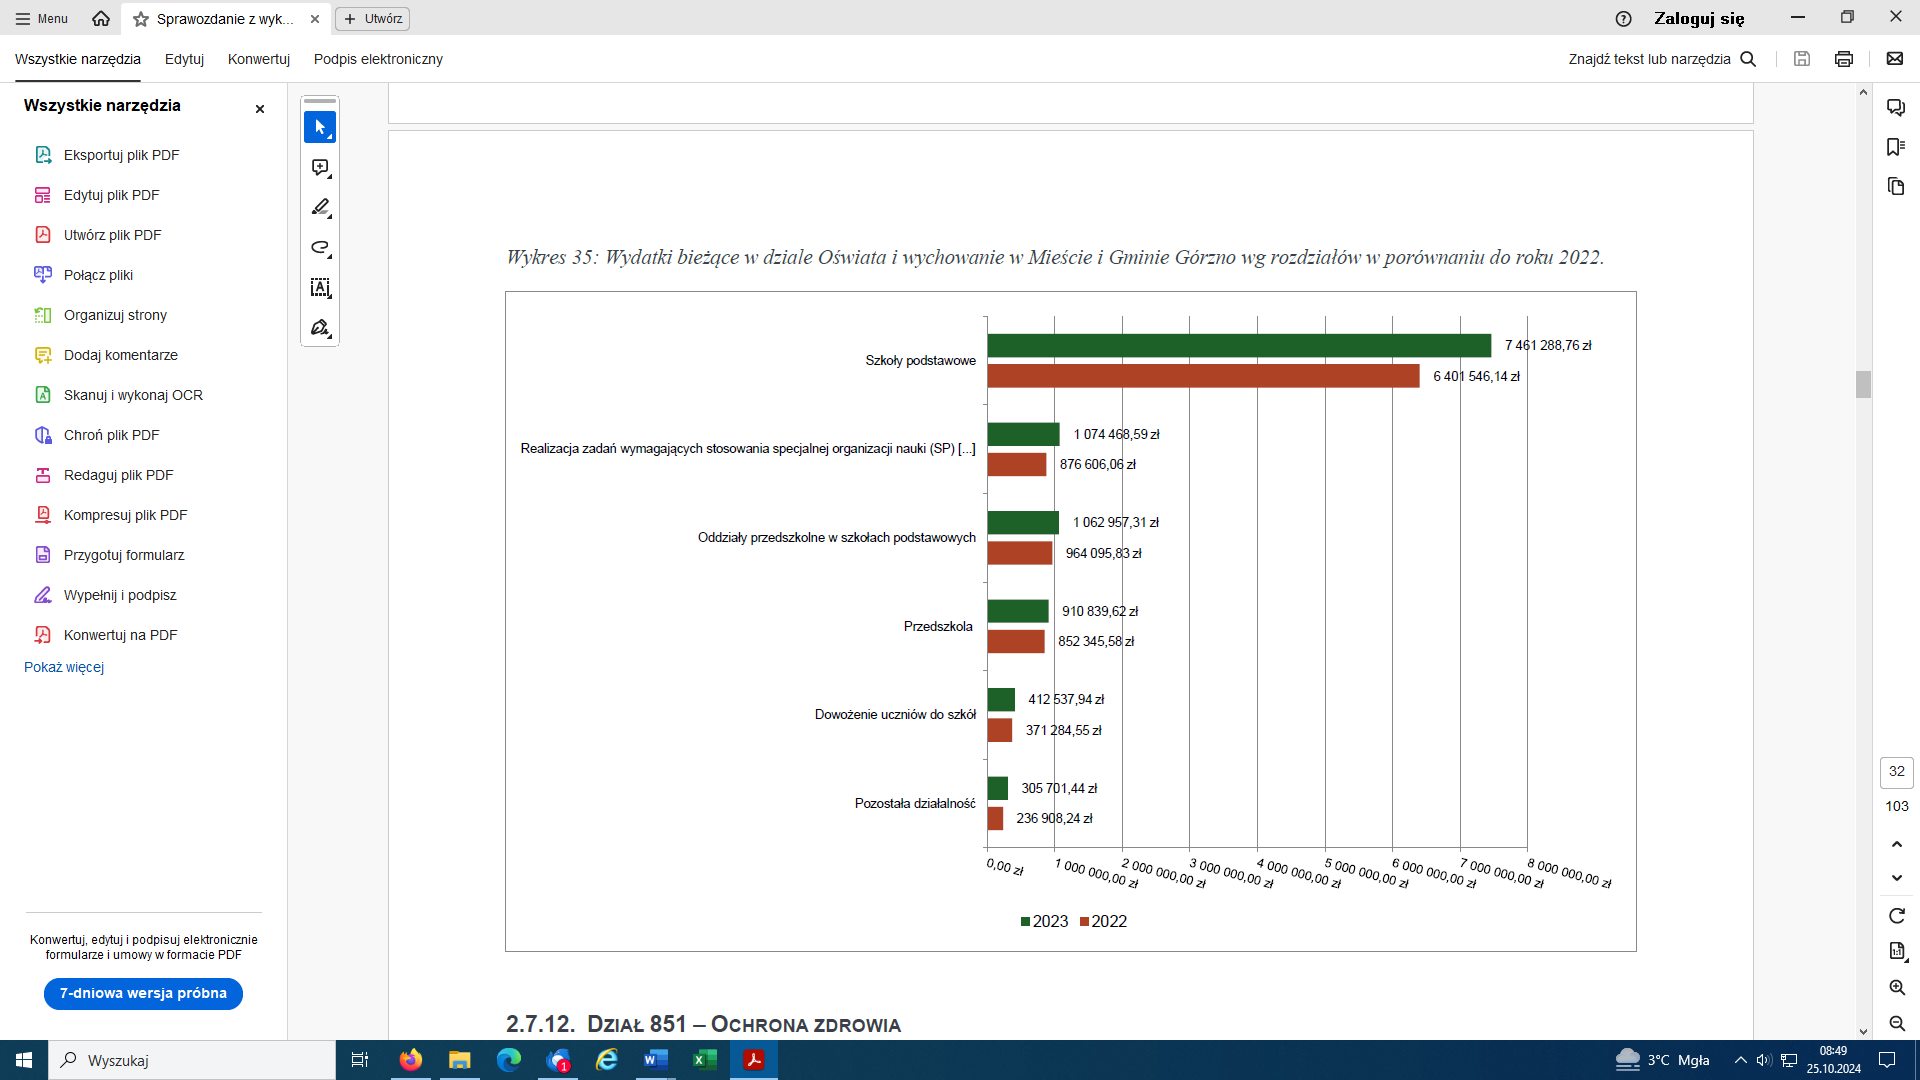 Menu
Sprawozdanie z wyk...
Utwórz
Zaloguj się
Wszystkie narzędzia
Edytuj
Konwertuj
Podpis elektroniczny
Znajdź tekst lub narzędzia
Wszystkie narzędzia
Eksportuj plik PDF
Edytuj plik PDF
Utwórz plik PDF
Połącz pliki
Organizuj strony
Dodaj komentarze
Skanuj i wykonaj OCR
Chroń plik PDF
Redaguj plik PDF
Kompresuj plik PDF
Przygotuj formularz
Wypełnij i podpisz
Konwertuj na PDF
Pokaż więcej
Konwertuj, edytuj i podpisuj elektronicznie
formularze i umowy w formacie PDF
7-dniowa wersja próbna
Wykres 35: Wydatki bieżące w dziale Oświata i wychowanie w Mieście i Gminie Górzno wg rozdziałów w porównaniu do roku 2022.
Szkoły podstawowe
7 461 288,76 zł
6 401 546,14 zł
Realizacja zadań wymagających stosowania specjalnej organizacji nauki (SP) [...]
1 074 468,59 zł
876 606,06 zł
Oddziały przedszkolne w szkołach podstawowych
1 062 957,31 zł
964 095,83 zł
Przedszkola
910 839,62 zł
852 345,58 zł
Dowożenie uczniów do szkół
412 537,94 zł
371 284,55 zł
Pozostała działalność
305 701,44 zł
236 908,24 zł
0,00 zł
1 000 000,00 zł
2 000 000,00 zł
3 000 000,00 zł
4 000 000,00 zł
5 000 000,00 zł
6 000 000,00 zł
7 000 000,00 zł
8 000 000,00 zł
2023
2022
2.7.12. DZIAŁ 851 – OCHRONA ZDROWIA
32
103
1:1
Wyszukaj
1
3°C Mgła
08:49
25.10.2024